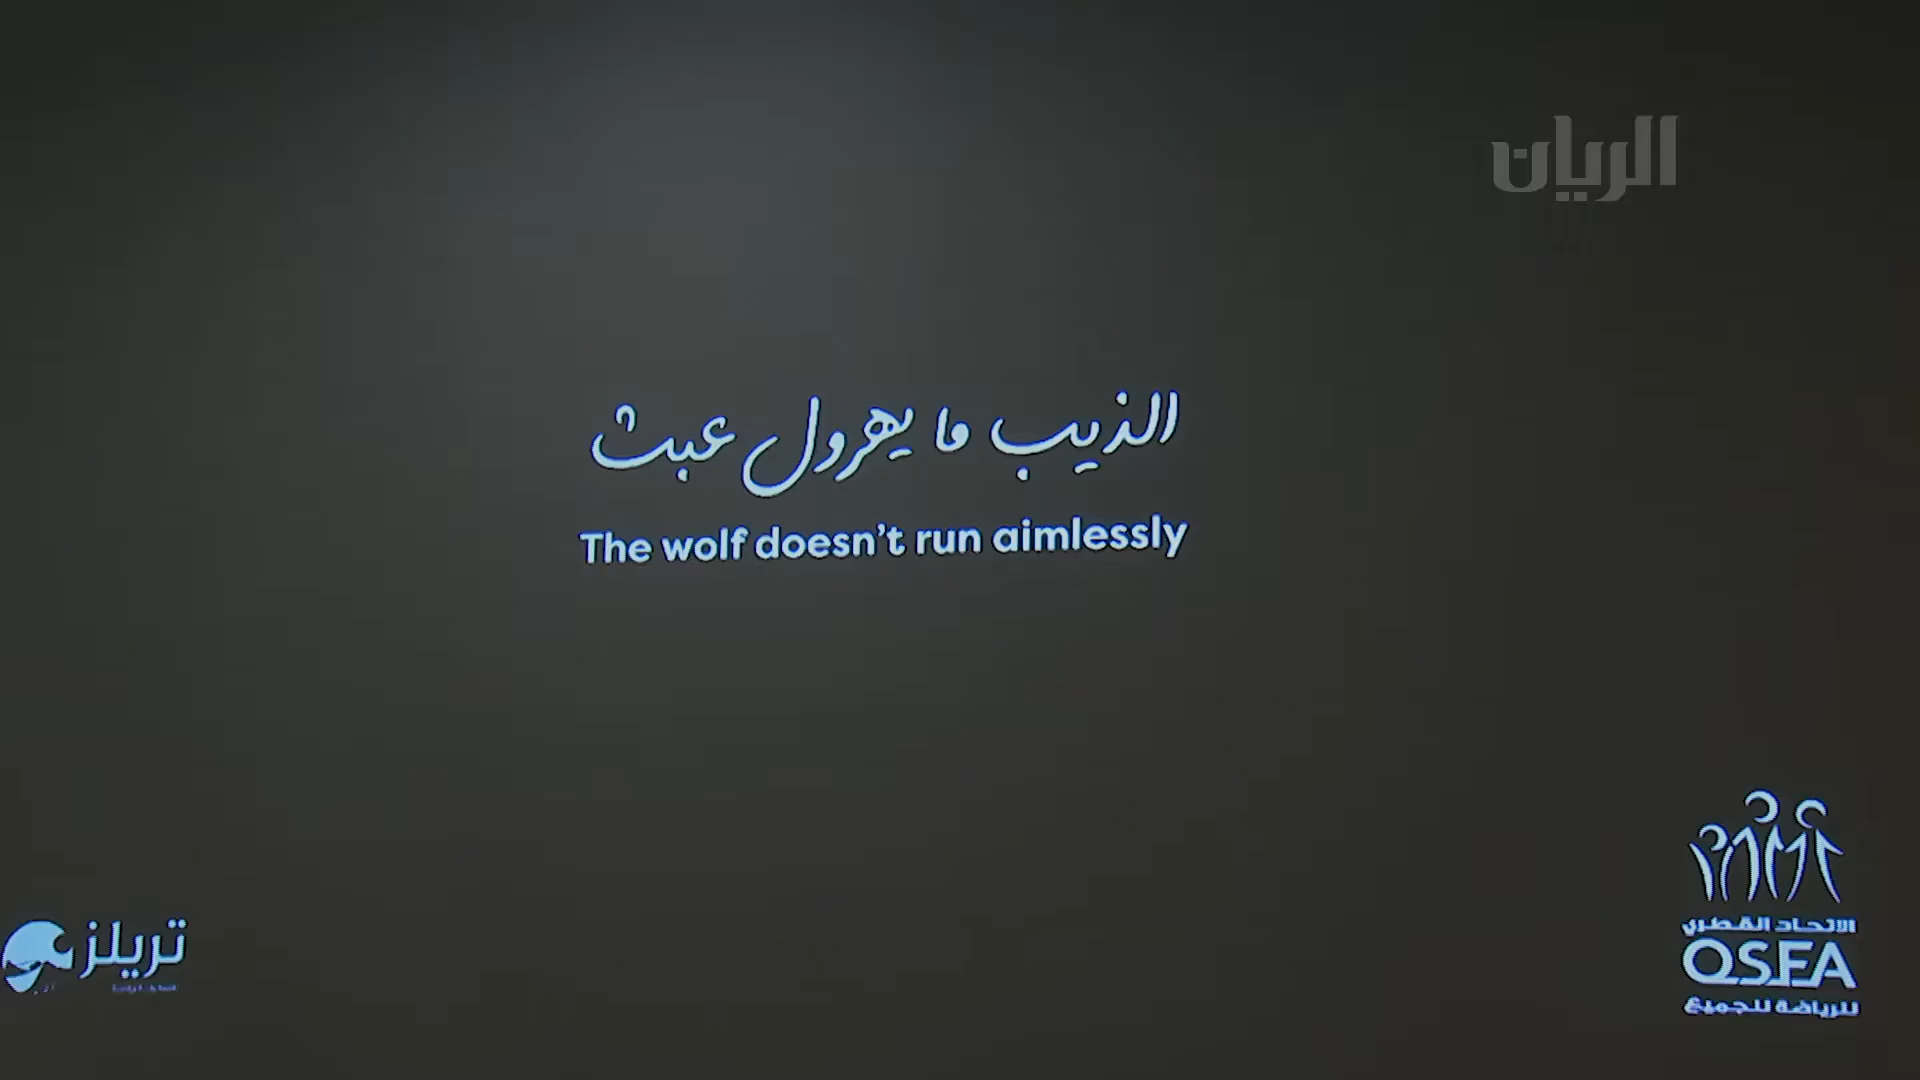 الريان
الذيب ما يهرول عبث
The wolf doesn't run aimlessly
تريلز
الاتحاد القطري
QSFA
للرياضة للجميع